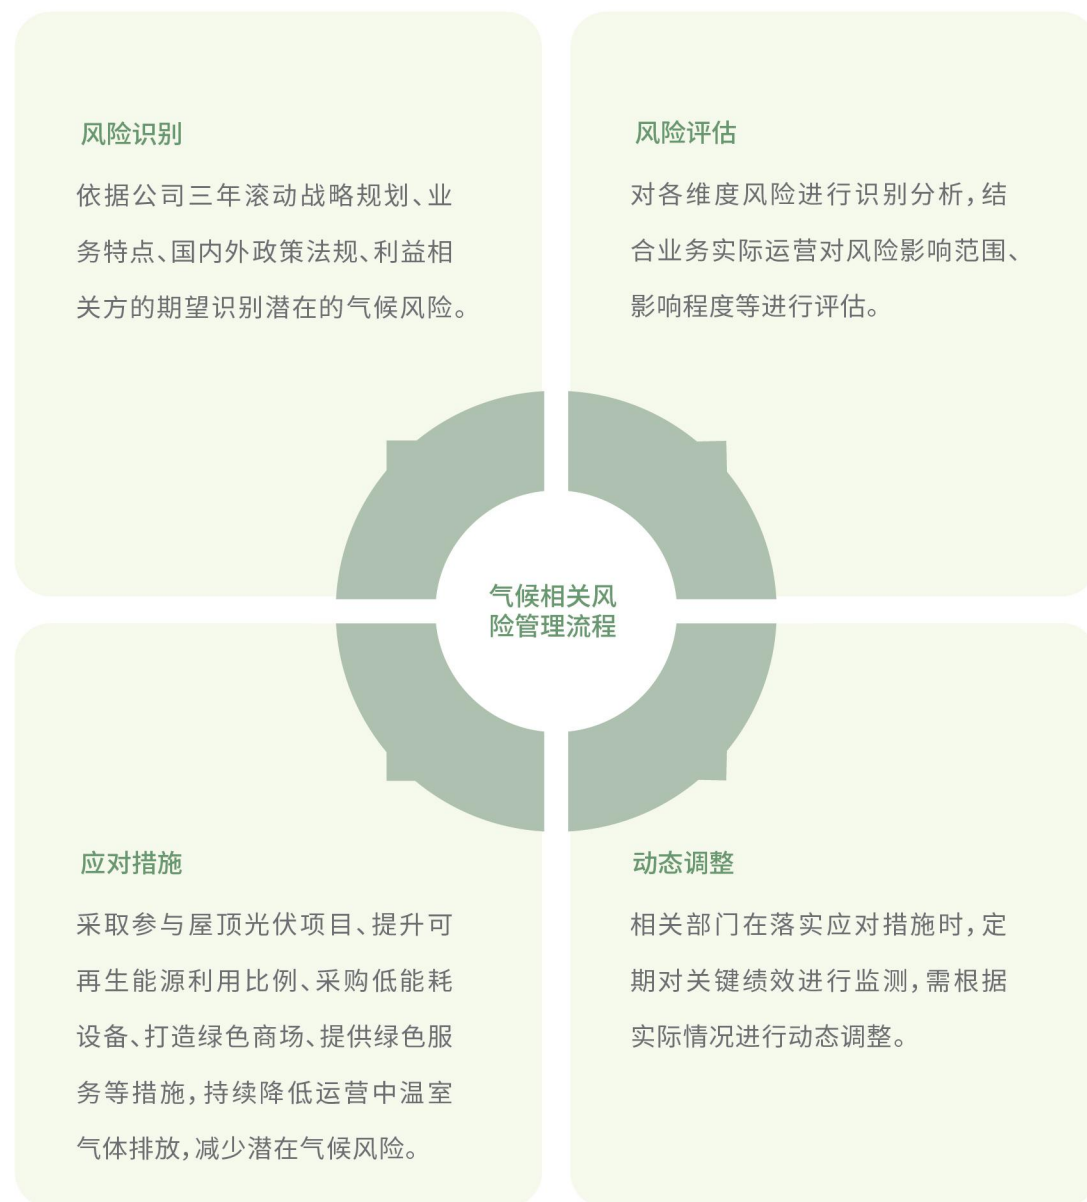 风险识别
依据公司三年滚动战略规划、业
务特点、国内外政策法规、利益相
关方的期望识别潜在的气候风险。
风险评估
对各维度风险进行识别分析，结
合业务实际运营对风险影响范围、
影响程度等进行评估。
气候相关风
险管理流程
应对措施
采取参与屋顶光伏项目、提升可
再生能源利用比例、采购低能耗
设备、打造绿色商场、提供绿色服
务等措施，持续降低运营中温室
气体排放，减少潜在气候风险。
动态调整
相关部门在落实应对措施时，定
期对关键绩效进行监测，需根据
实际情况进行动态调整。